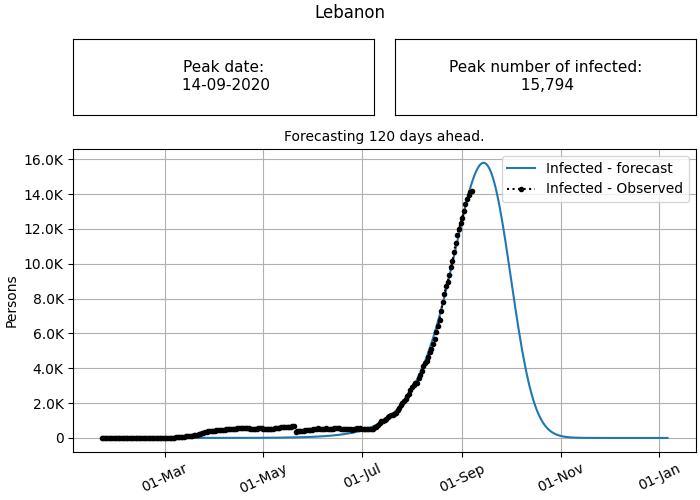 Lebanon
Peak date:
14-09-2020
Peak number of infected:
15,794
Forecasting 120 days ahead.
Infected - forecast
Infected - Observed
Persons
16.0K
14.0K
12.0K
10.0K
8.0K
6.0K
4.0K
2.0K
0
01-Mar
01-May
01-Jul
01-Sep
01-Nov
01-Jan